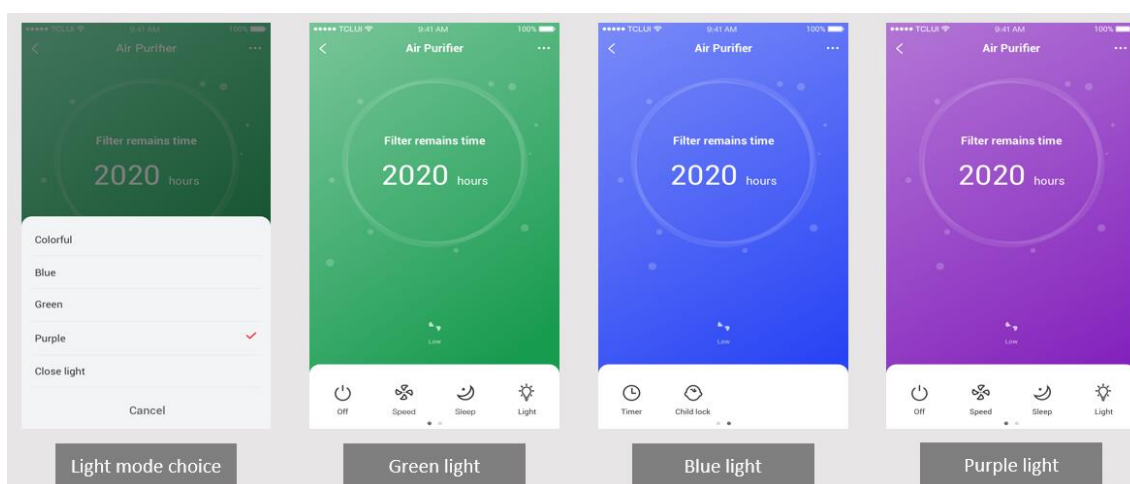 ••••• TCLUI 9:41 AM 100%
Air Purifier
Filter remains time
2020 hours
Colorful
Blue
Green
Purple
Close light
Cancel
Light mode choice
••••• TCLUI 9:41 AM 100%
Air Purifier
Filter remains time
2020 hours
Low
Off Speed Sleep Light
Green light
••••• TCLUI 9:41 AM 100%
Air Purifier
Filter remains time
2020 hours
Low
Timer Child lock
Blue light
••••• TCLUI 9:41 AM 100%
Air Purifier
Filter remains time
2020 hours
Low
Off Speed Sleep Light
Purple light